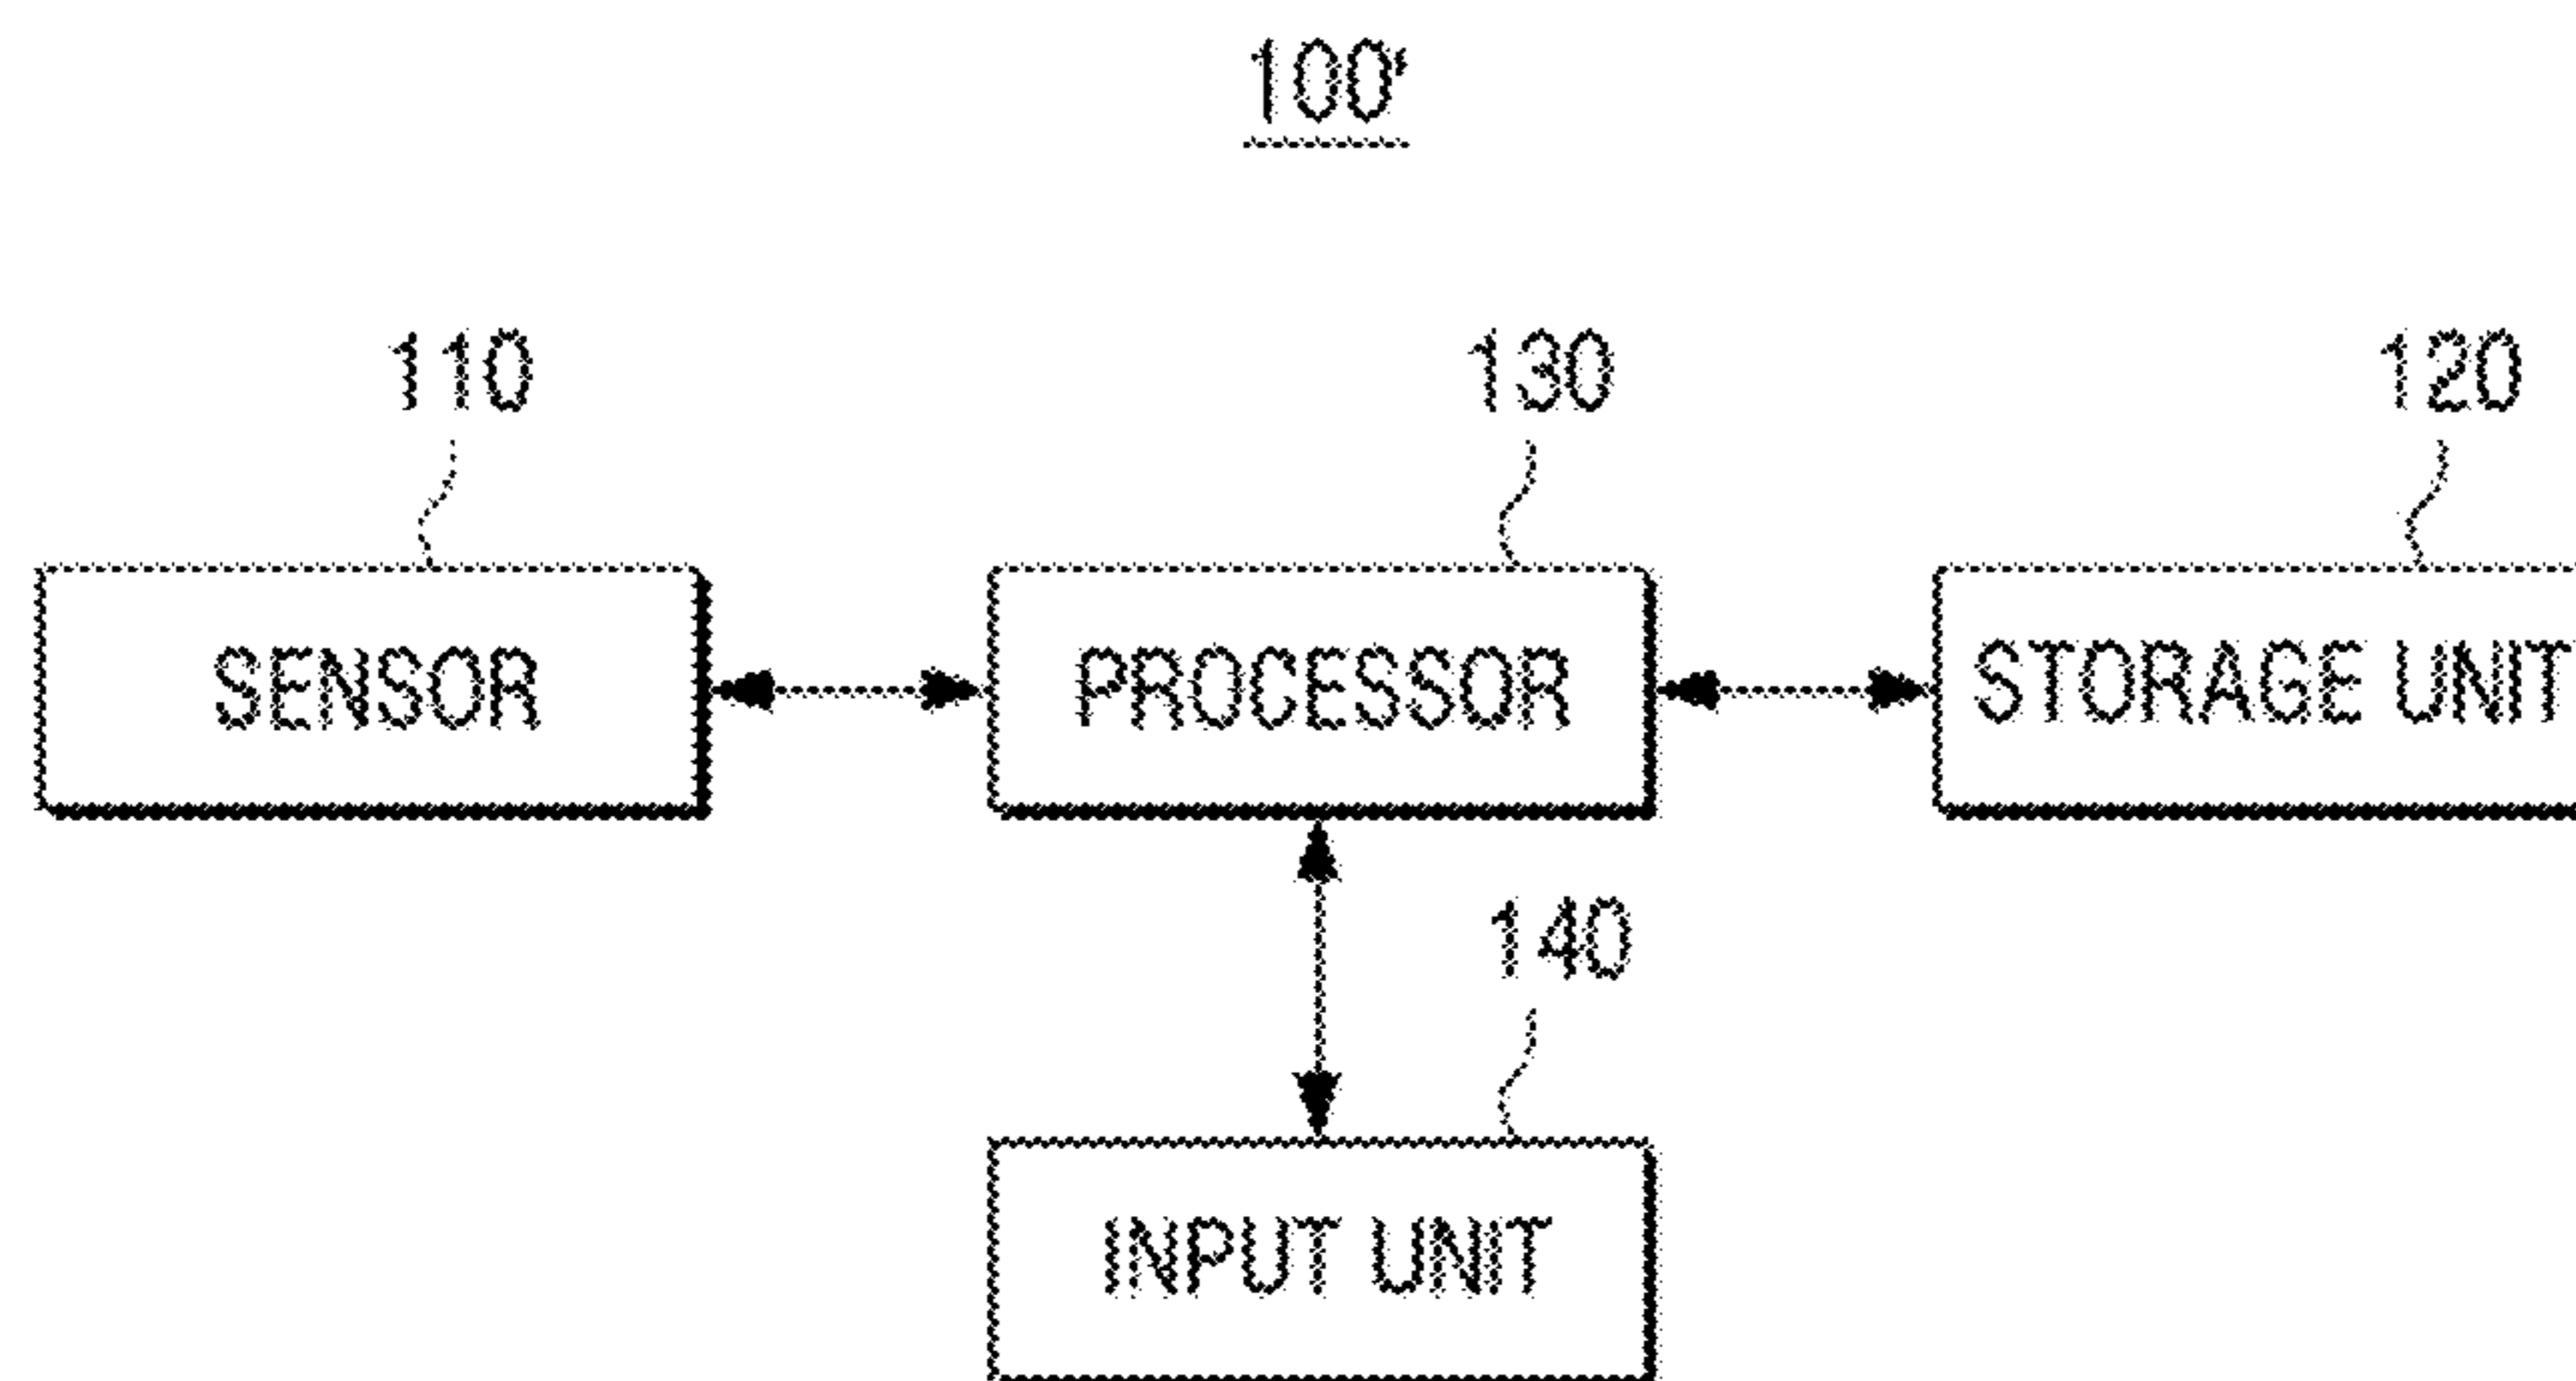 100'
110 130 120
SENSOR PROCESSOR STORAGE UNIT
140
INPUT UNIT